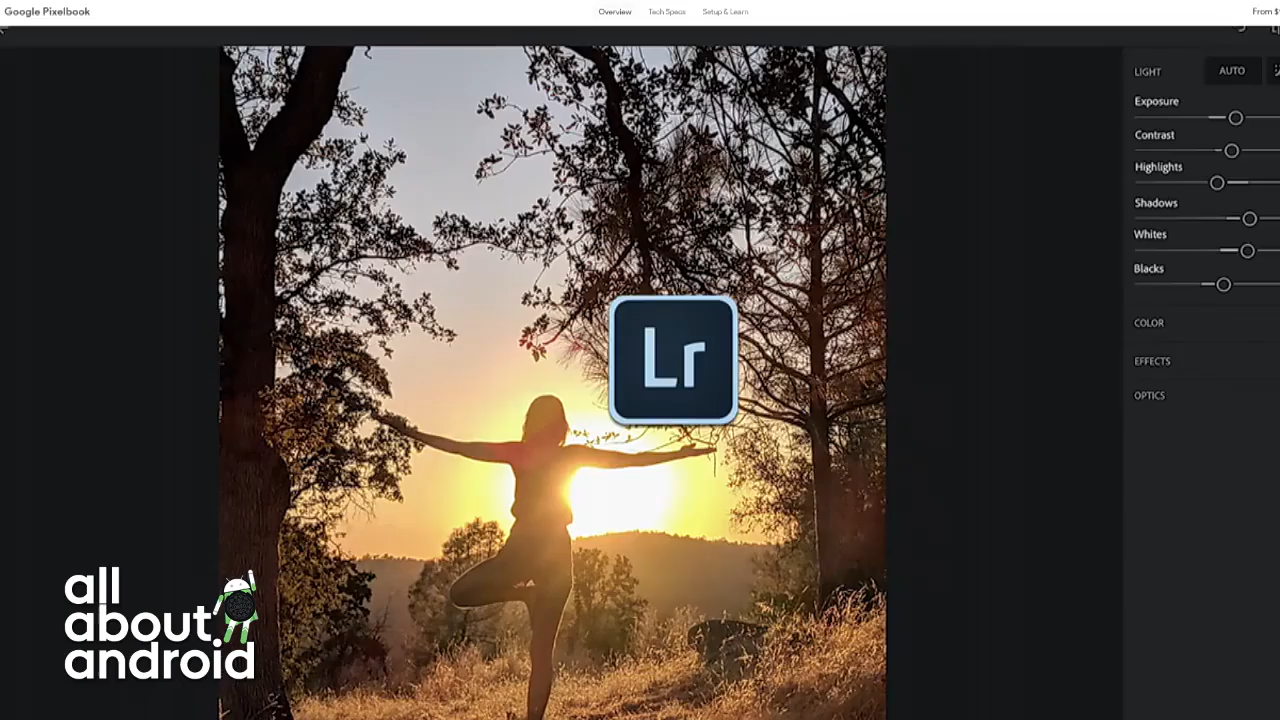 Google Pixelbook
Overview
Tech Specs
Setup & Learn
From $
LIGHT
AUTO
Exposure
Contrast
Highlights
Shadows
Whites
Blacks
COLOR
EFFECTS
OPTICS
Lr
all
about
android